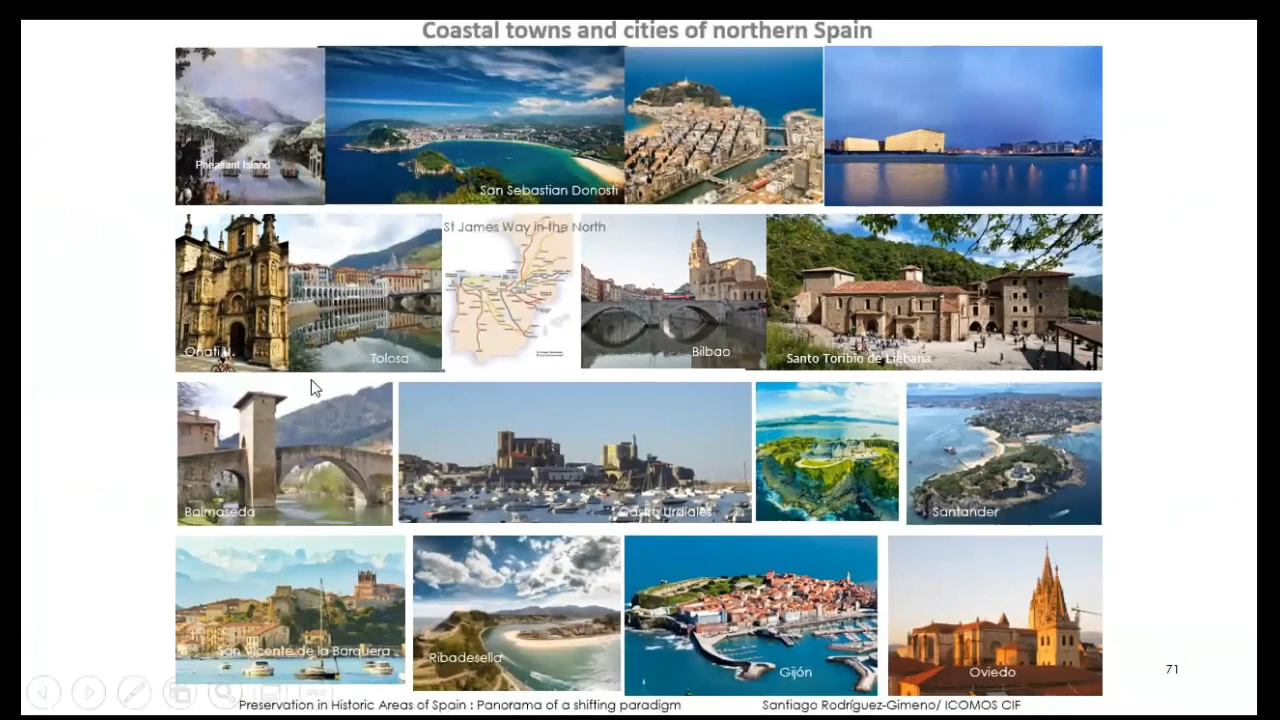 Coastal towns and cities of northern Spain
Pheasant Island
San Sebastian Donosti
St James Way in the North
Oñati U.
Tolosa
Bilbao
Santo Toribio de Liébana
Balmaseda
Castro Urdiales
Santander
San Vicente de la Barquera
Ribadesella
Gijón
Oviedo
71
Preservation in Historic Areas of Spain : Panorama of a shifting paradigm
Santiago Rodríguez-Gimeno/ ICOMOS CIF